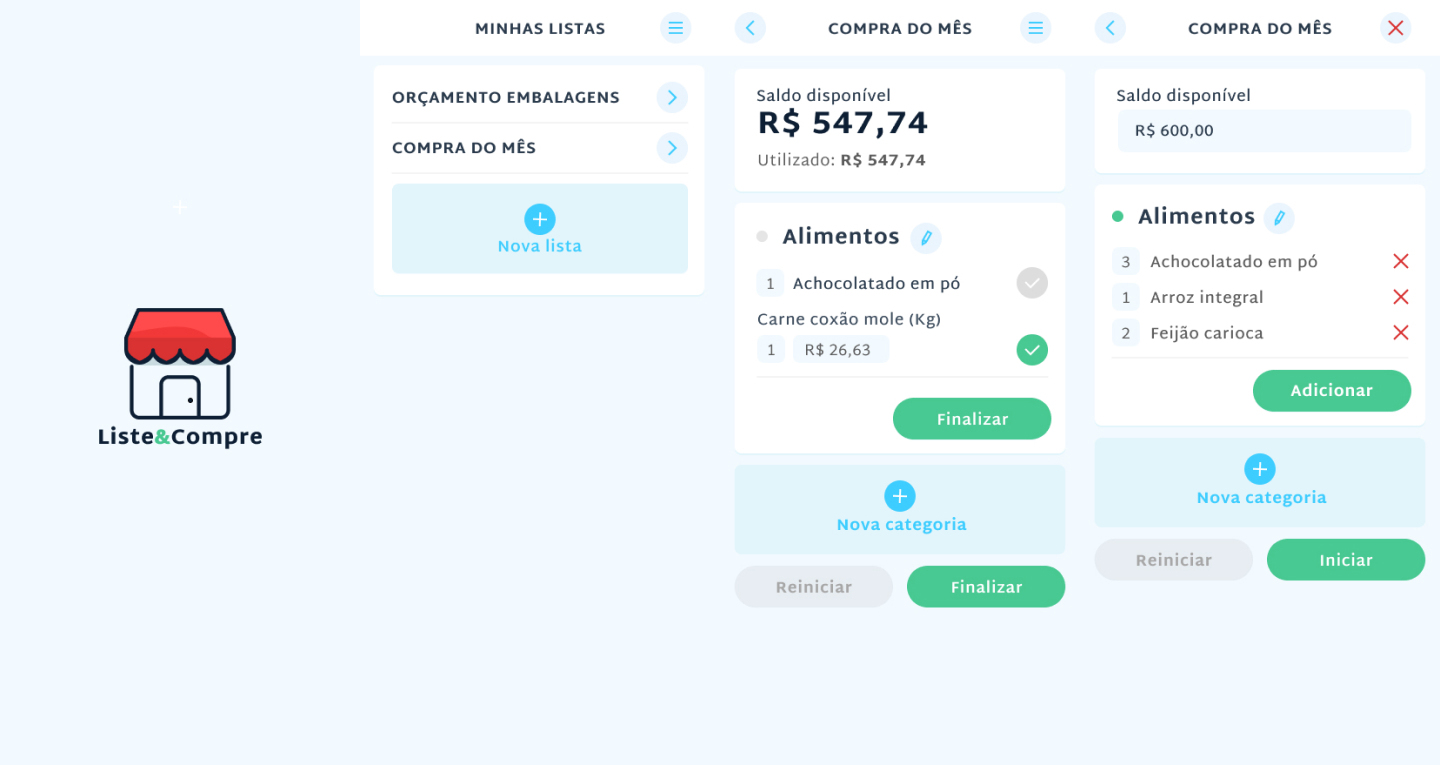 Liste&Compre
MINHAS LISTAS
ORÇAMENTO EMBALAGENS
COMPRA DO MÊS
Nova lista
COMPRA DO MÊS
Saldo disponível
R$ 547,74
Utilizado: R$ 547,74
Alimentos
1 Achocolatado em pó
Carne coxão mole (Kg)
1 R$ 26,63
Finalizar
Nova categoria
Reiniciar Finalizar
COMPRA DO MÊS
Saldo disponível
R$ 600,00
Alimentos
3 Achocolatado em pó
1 Arroz integral
2 Feijão carioca
Adicionar
Nova categoria
Reiniciar Iniciar